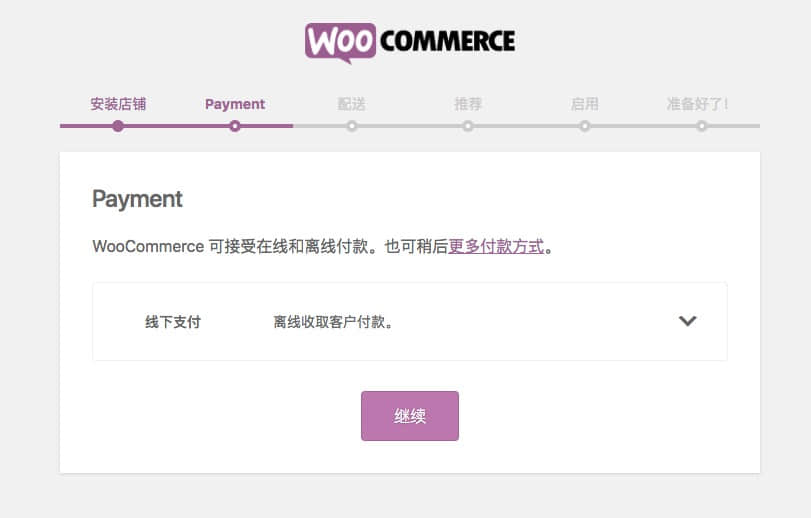 WOO COMMERCE
安装店铺 Payment 配送 推荐 启用 准备好了!
Payment
WooCommerce 可接受在线和离线付款。也可稍后更多付款方式。
线下支付 离线收取客户付款。
继续